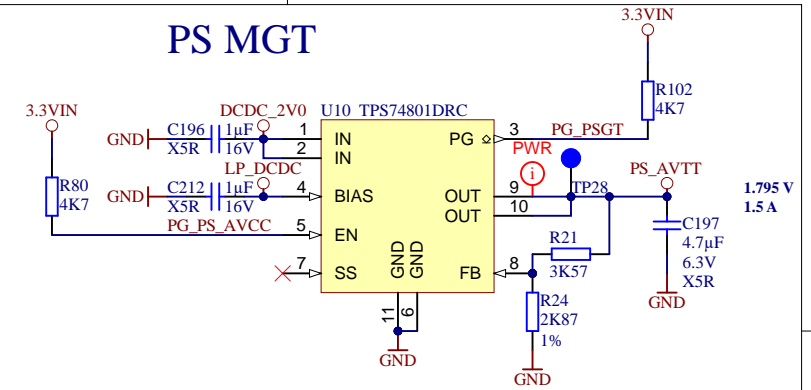 PS MGT
3.3VIN
R102
4K7
3.3VIN
DCDC_2V0
U10 TPS74801DRC
GND
C196
1µF
X5R
16V
1
IN
2
IN
PG
3
PG_PSGT
PWR
i
LP_DCDC
R80
4K7
GND
C212
1µF
X5R
16V
4
BIAS
OUT
9
OUT
10
TP28
PS_AVTT
1.795 V
1.5 A
PG_PS_AVCC
5
EN
C197
4.7µF
6.3V
X5R
GND
R21
3K57
7
SS
GND
GND
FB
8
R24
2K87
1%
GND
11
6
GND